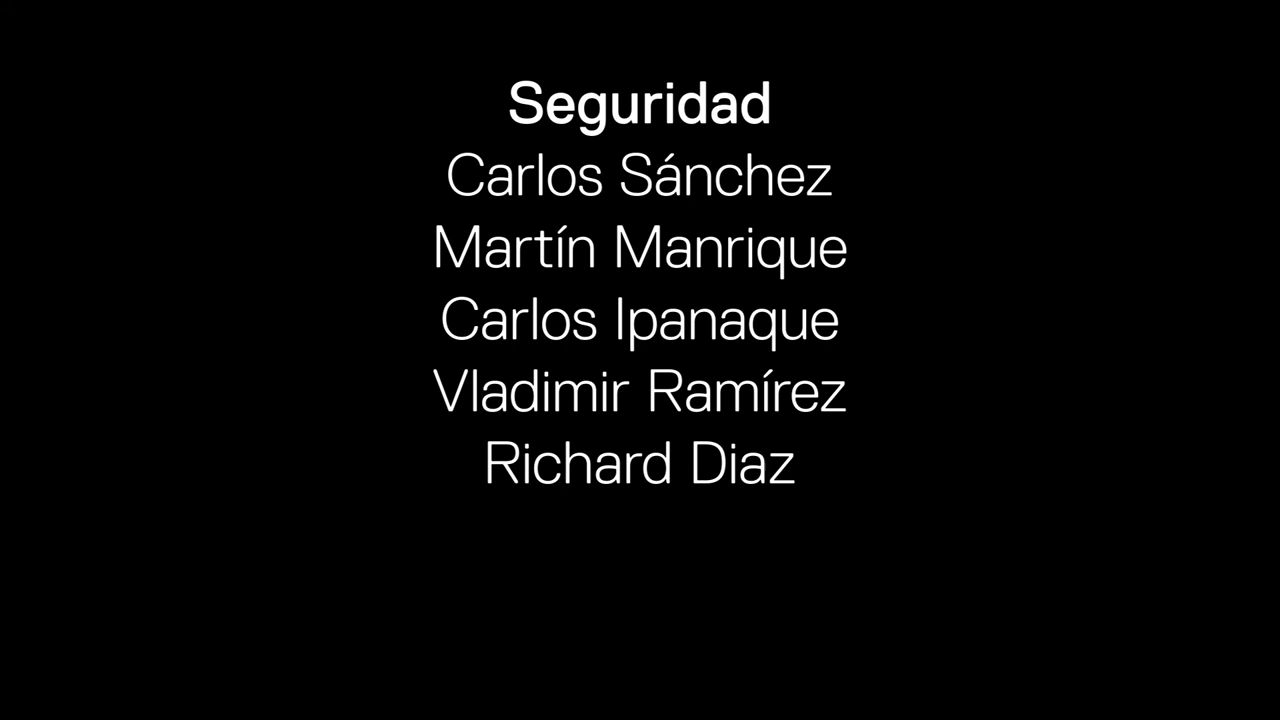 Seguridad
Carlos Sánchez
Martín Manrique
Carlos Ipanaque
Vladimir Ramírez
Richard Diaz